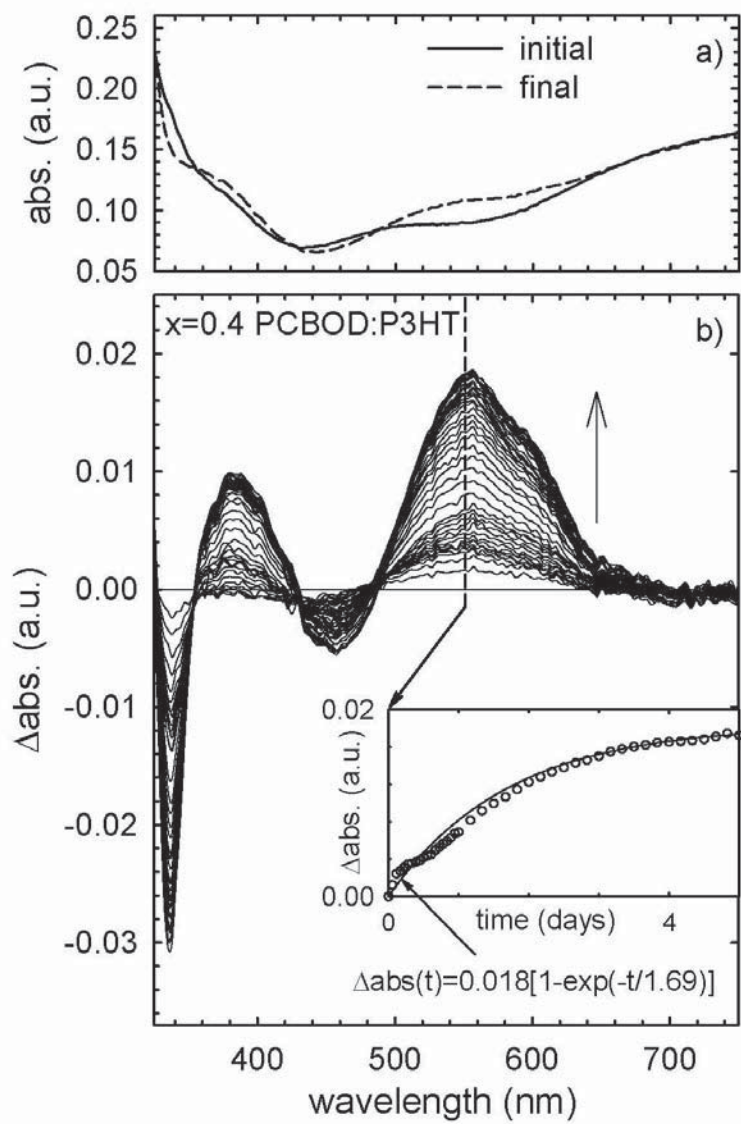 0.25
0.20
0.15
0.10
0.05
abs. (a.u.)
initial
final
a)
x=0.4 PCBOD:P3HT
b)
0.02
0.01
0.00
-0.01
-0.02
-0.03
Δabs. (a.u.)
0.02
0.00
Δabs. (a.u.)
0
time (days)
4
Δabs(t)=0.018[1-exp(-t/1.69)]
400
500
600
700
wavelength (nm)